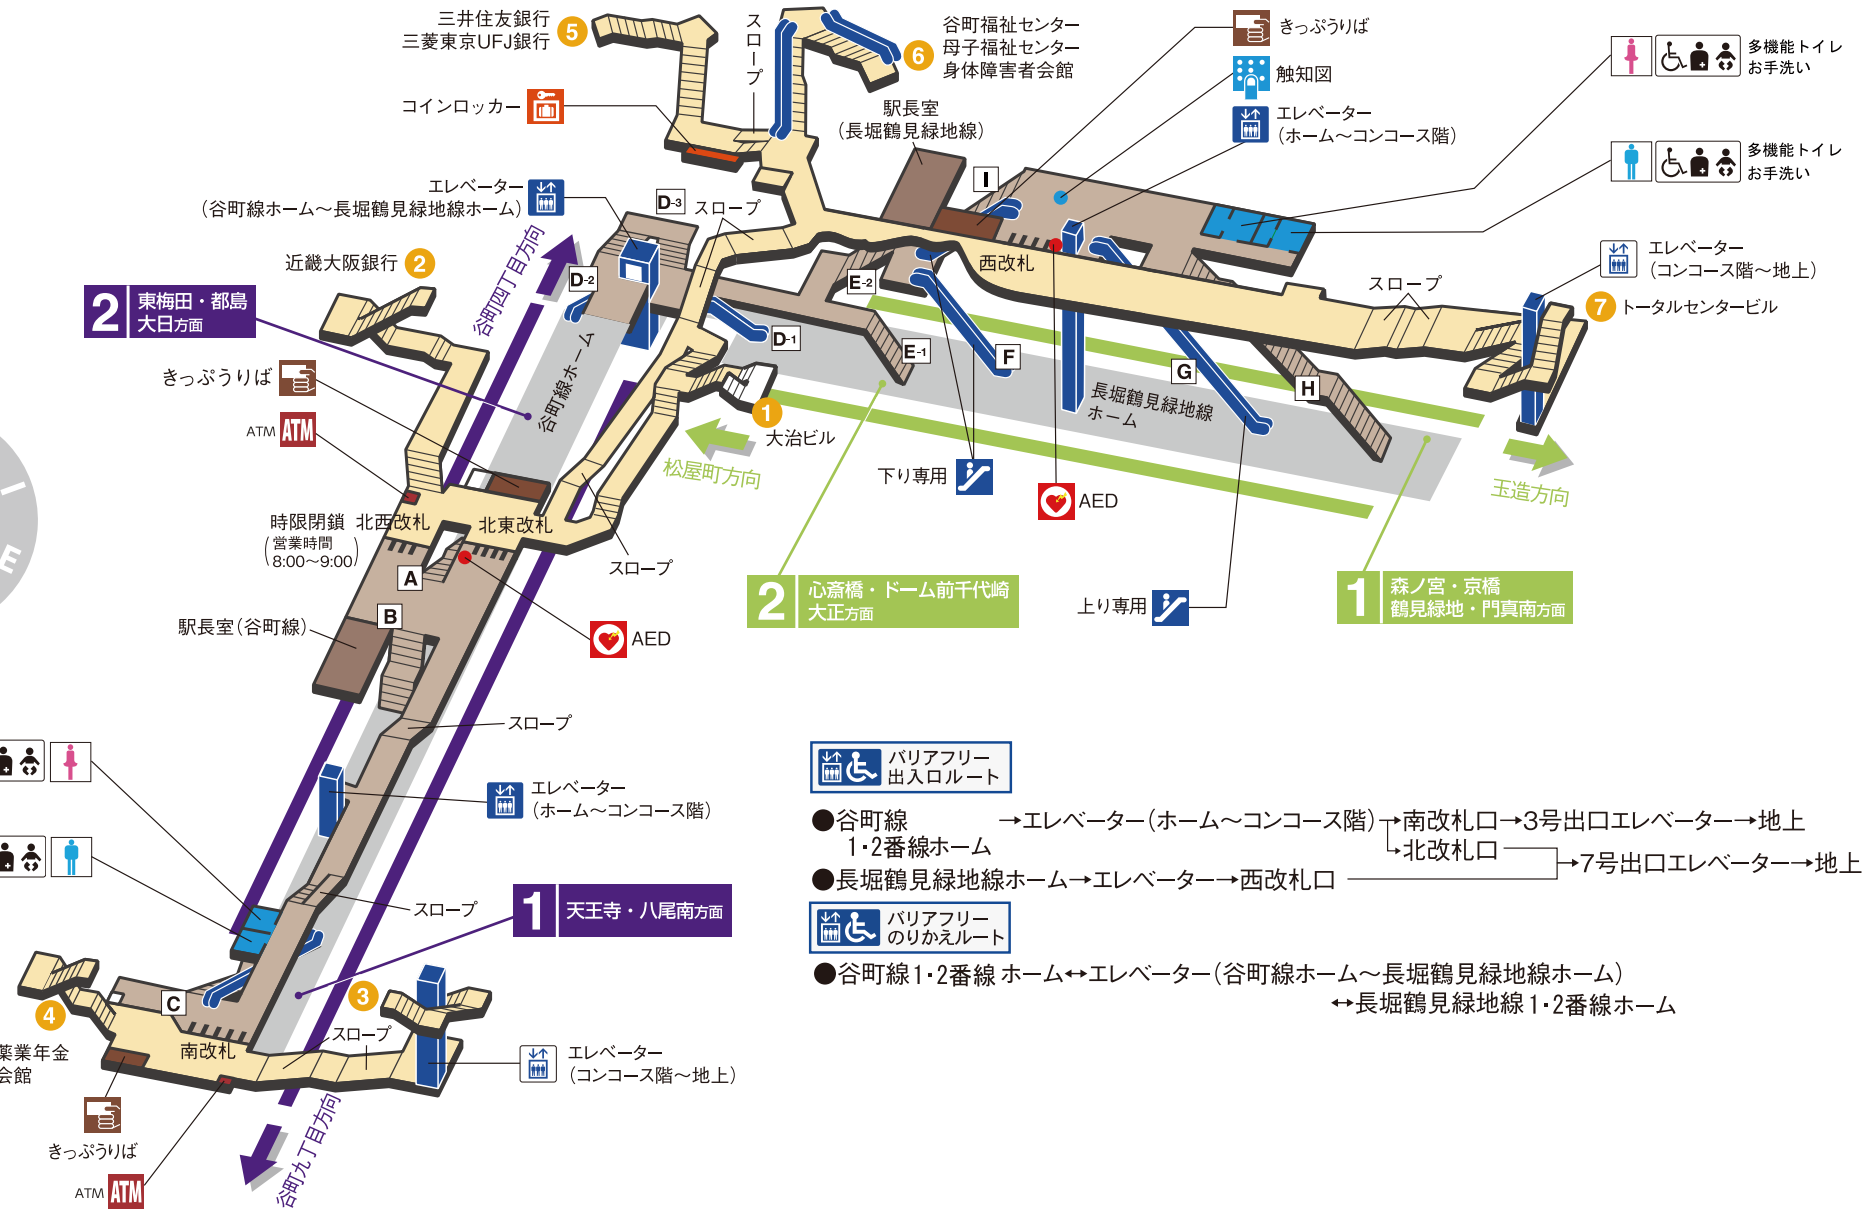 三井住友銀行
三菱東京UFJ銀行
5
スロープ
6
谷町福祉センター
母子福祉センター
身体障害者会館
きっぷうりば
触知図
エレベーター
(ホーム～コンコース階)
多機能トイレ
お手洗い
多機能トイレ
お手洗い
コインロッカー
駅長室
(長堀鶴見緑地線)
I
エレベーター
(谷町線ホーム～長堀鶴見緑地線ホーム)
D-3
スロープ
谷町四丁目方向
近畿大阪銀行
2
D-2
E-2
西改札
スロープ
エレベーター
(コンコース階～地上)
7
トータルセンタービル
2
東梅田・都島
大日方面
谷町線ホーム
D-1
E-1
F
G
H
長堀鶴見緑地線
ホーム
きっぷうりば
ATM
ATM
1
大治ビル
松屋町方向
下り専用
AED
玉造方向
時限閉鎖
(営業時間
8:00～9:00)
北西改札
北東改札
スロープ
A
B
2
心斎橋・ドーム前千代崎
大正方面
上り専用
1
森ノ宮・京橋
鶴見緑地・門真南方面
駅長室(谷町線)
AED
スロープ
エレベーター
(ホーム～コンコース階)
スロープ
1
天王寺・八尾南方面
3
C
4
薬業年金
会館
南改札
スロープ
エレベーター
(コンコース階～地上)
きっぷうりば
ATM
ATM
谷町九丁目方向
バリアフリー
出入口ルート
●谷町線
1・2番線ホーム
→エレベーター(ホーム～コンコース階)→南改札口→3号出口エレベーター→地上
→北改札口
→7号出口エレベーター→地上
●長堀鶴見緑地線ホーム→エレベーター→西改札口
バリアフリー
のりかえルート
●谷町線1・2番線 ホーム↔エレベーター(谷町線ホーム～長堀鶴見緑地線ホーム)
↔長堀鶴見緑地線1・2番線ホーム
E